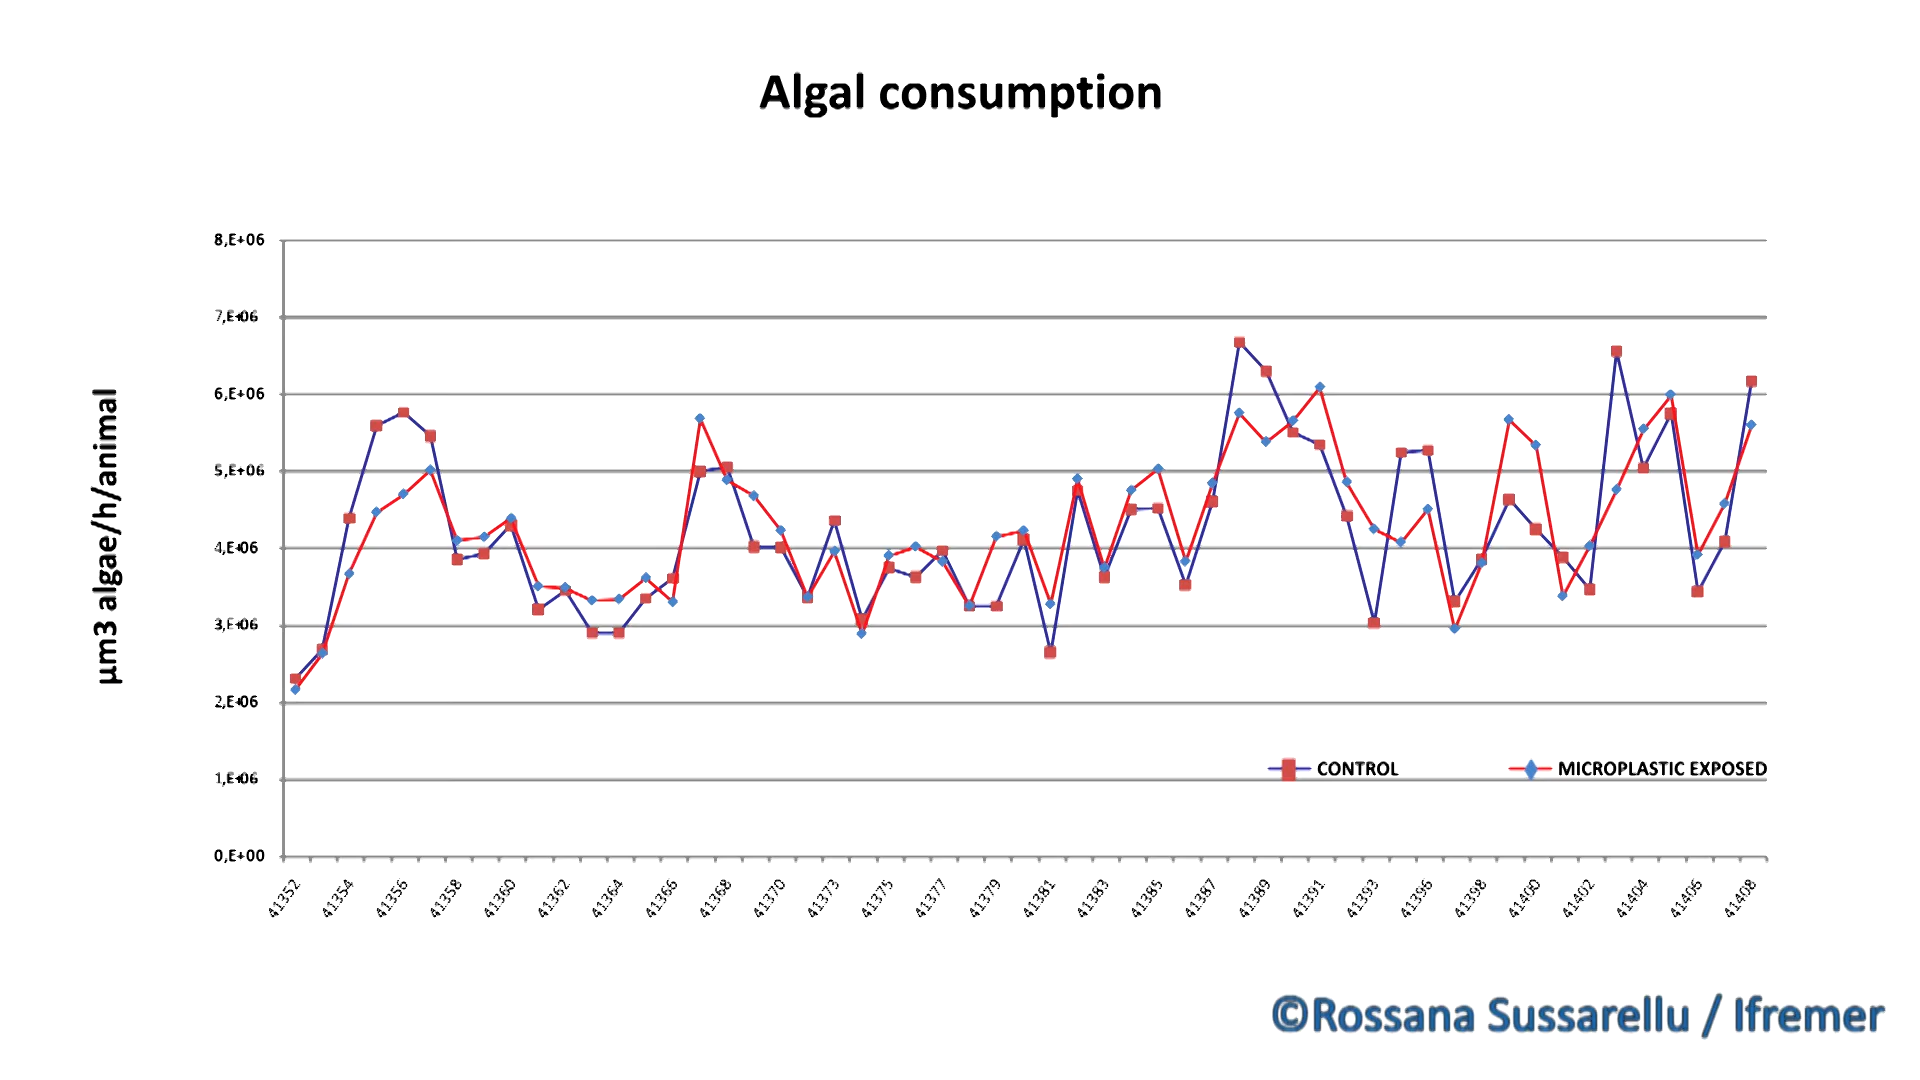 Algal consumption
µm3 algae/h/animal
8,E+06
7,E+06
6,E+06
5,E+06
4,E+06
3,E+06
2,E+06
1,E+06
0,E+00
CONTROL
MICROPLASTIC EXPOSED
41352 41354 41356 41358 41360 41362 41364 41366 41368 41370 41373 41375 41377 41379 41381 41383 41385 41387 41389 41391 41393 41396 41398 41400 41402 41404 41406 41408
©Rossana Sussarellu / Ifremer